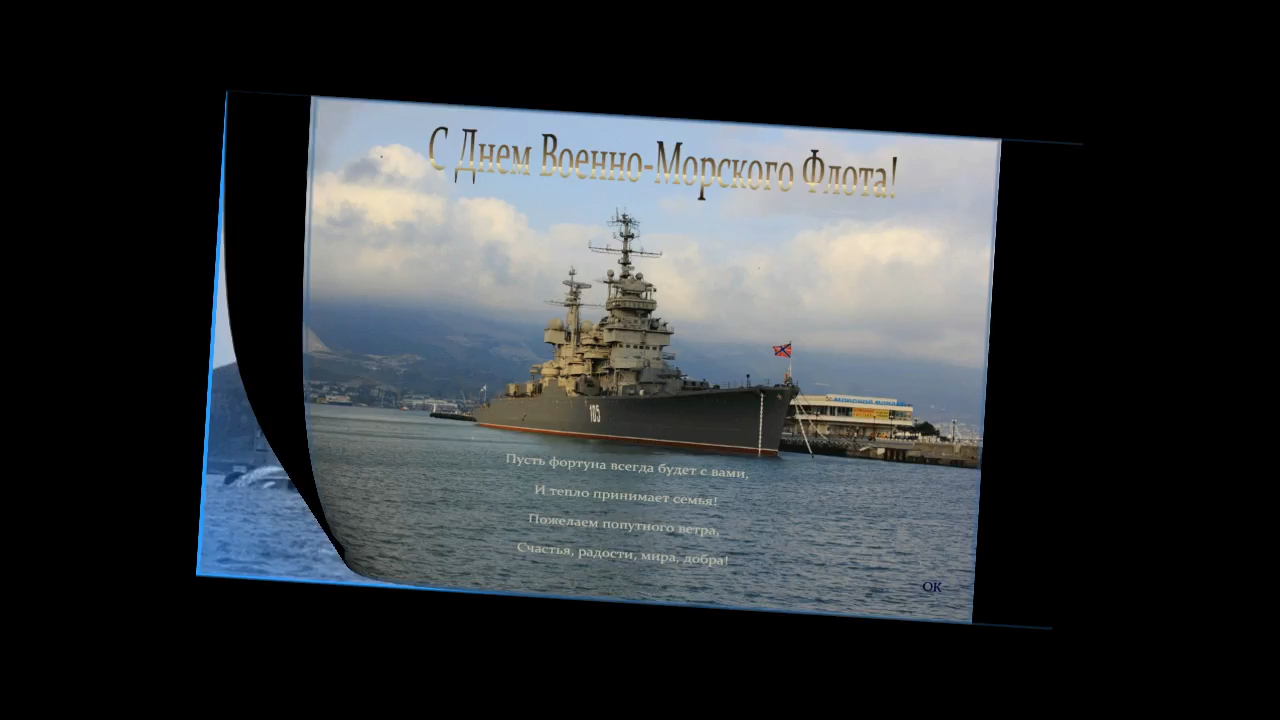 С Днем Военно-Морского Флота!
105
Пусть фортуна всегда будет с вами,
И тепло принимает семья!
Пожелаем попутного ветра,
Счастья, радости, мира, добра!
ОК